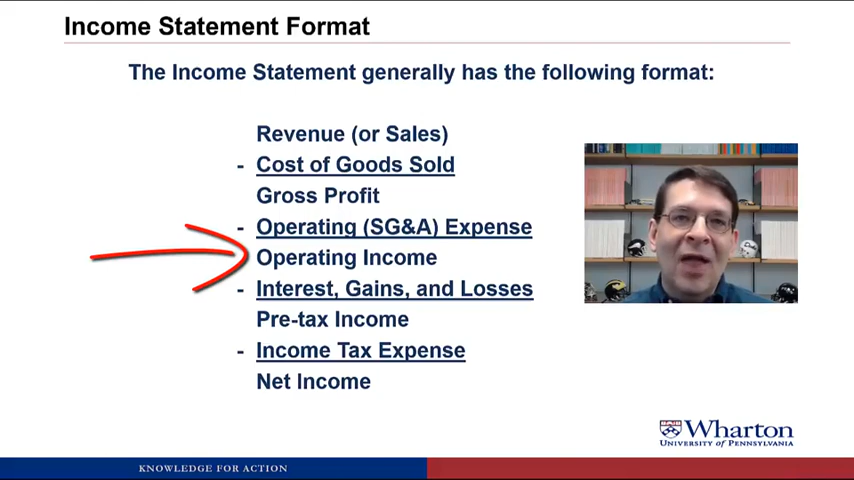 Income Statement Format
The Income Statement generally has the following format:
Revenue (or Sales)
- Cost of Goods Sold
Gross Profit
- Operating (SG&A) Expense
Operating Income
- Interest, Gains, and Losses
Pre-tax Income
- Income Tax Expense
Net Income
Wharton
UNIVERSITY OF PENNSYLVANIA
KNOWLEDGE FOR ACTION